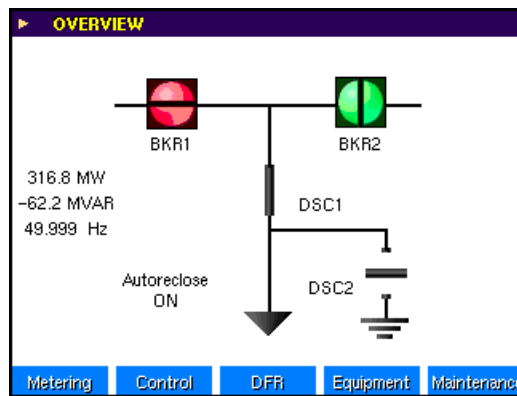 OVERVIEW
BKR1
BKR2
316.8 MW
-62.2 MVAR
49.999 Hz
DSC1
Autoreclose
ON
DSC2
Metering
Control
DFR
Equipment
Maintenance